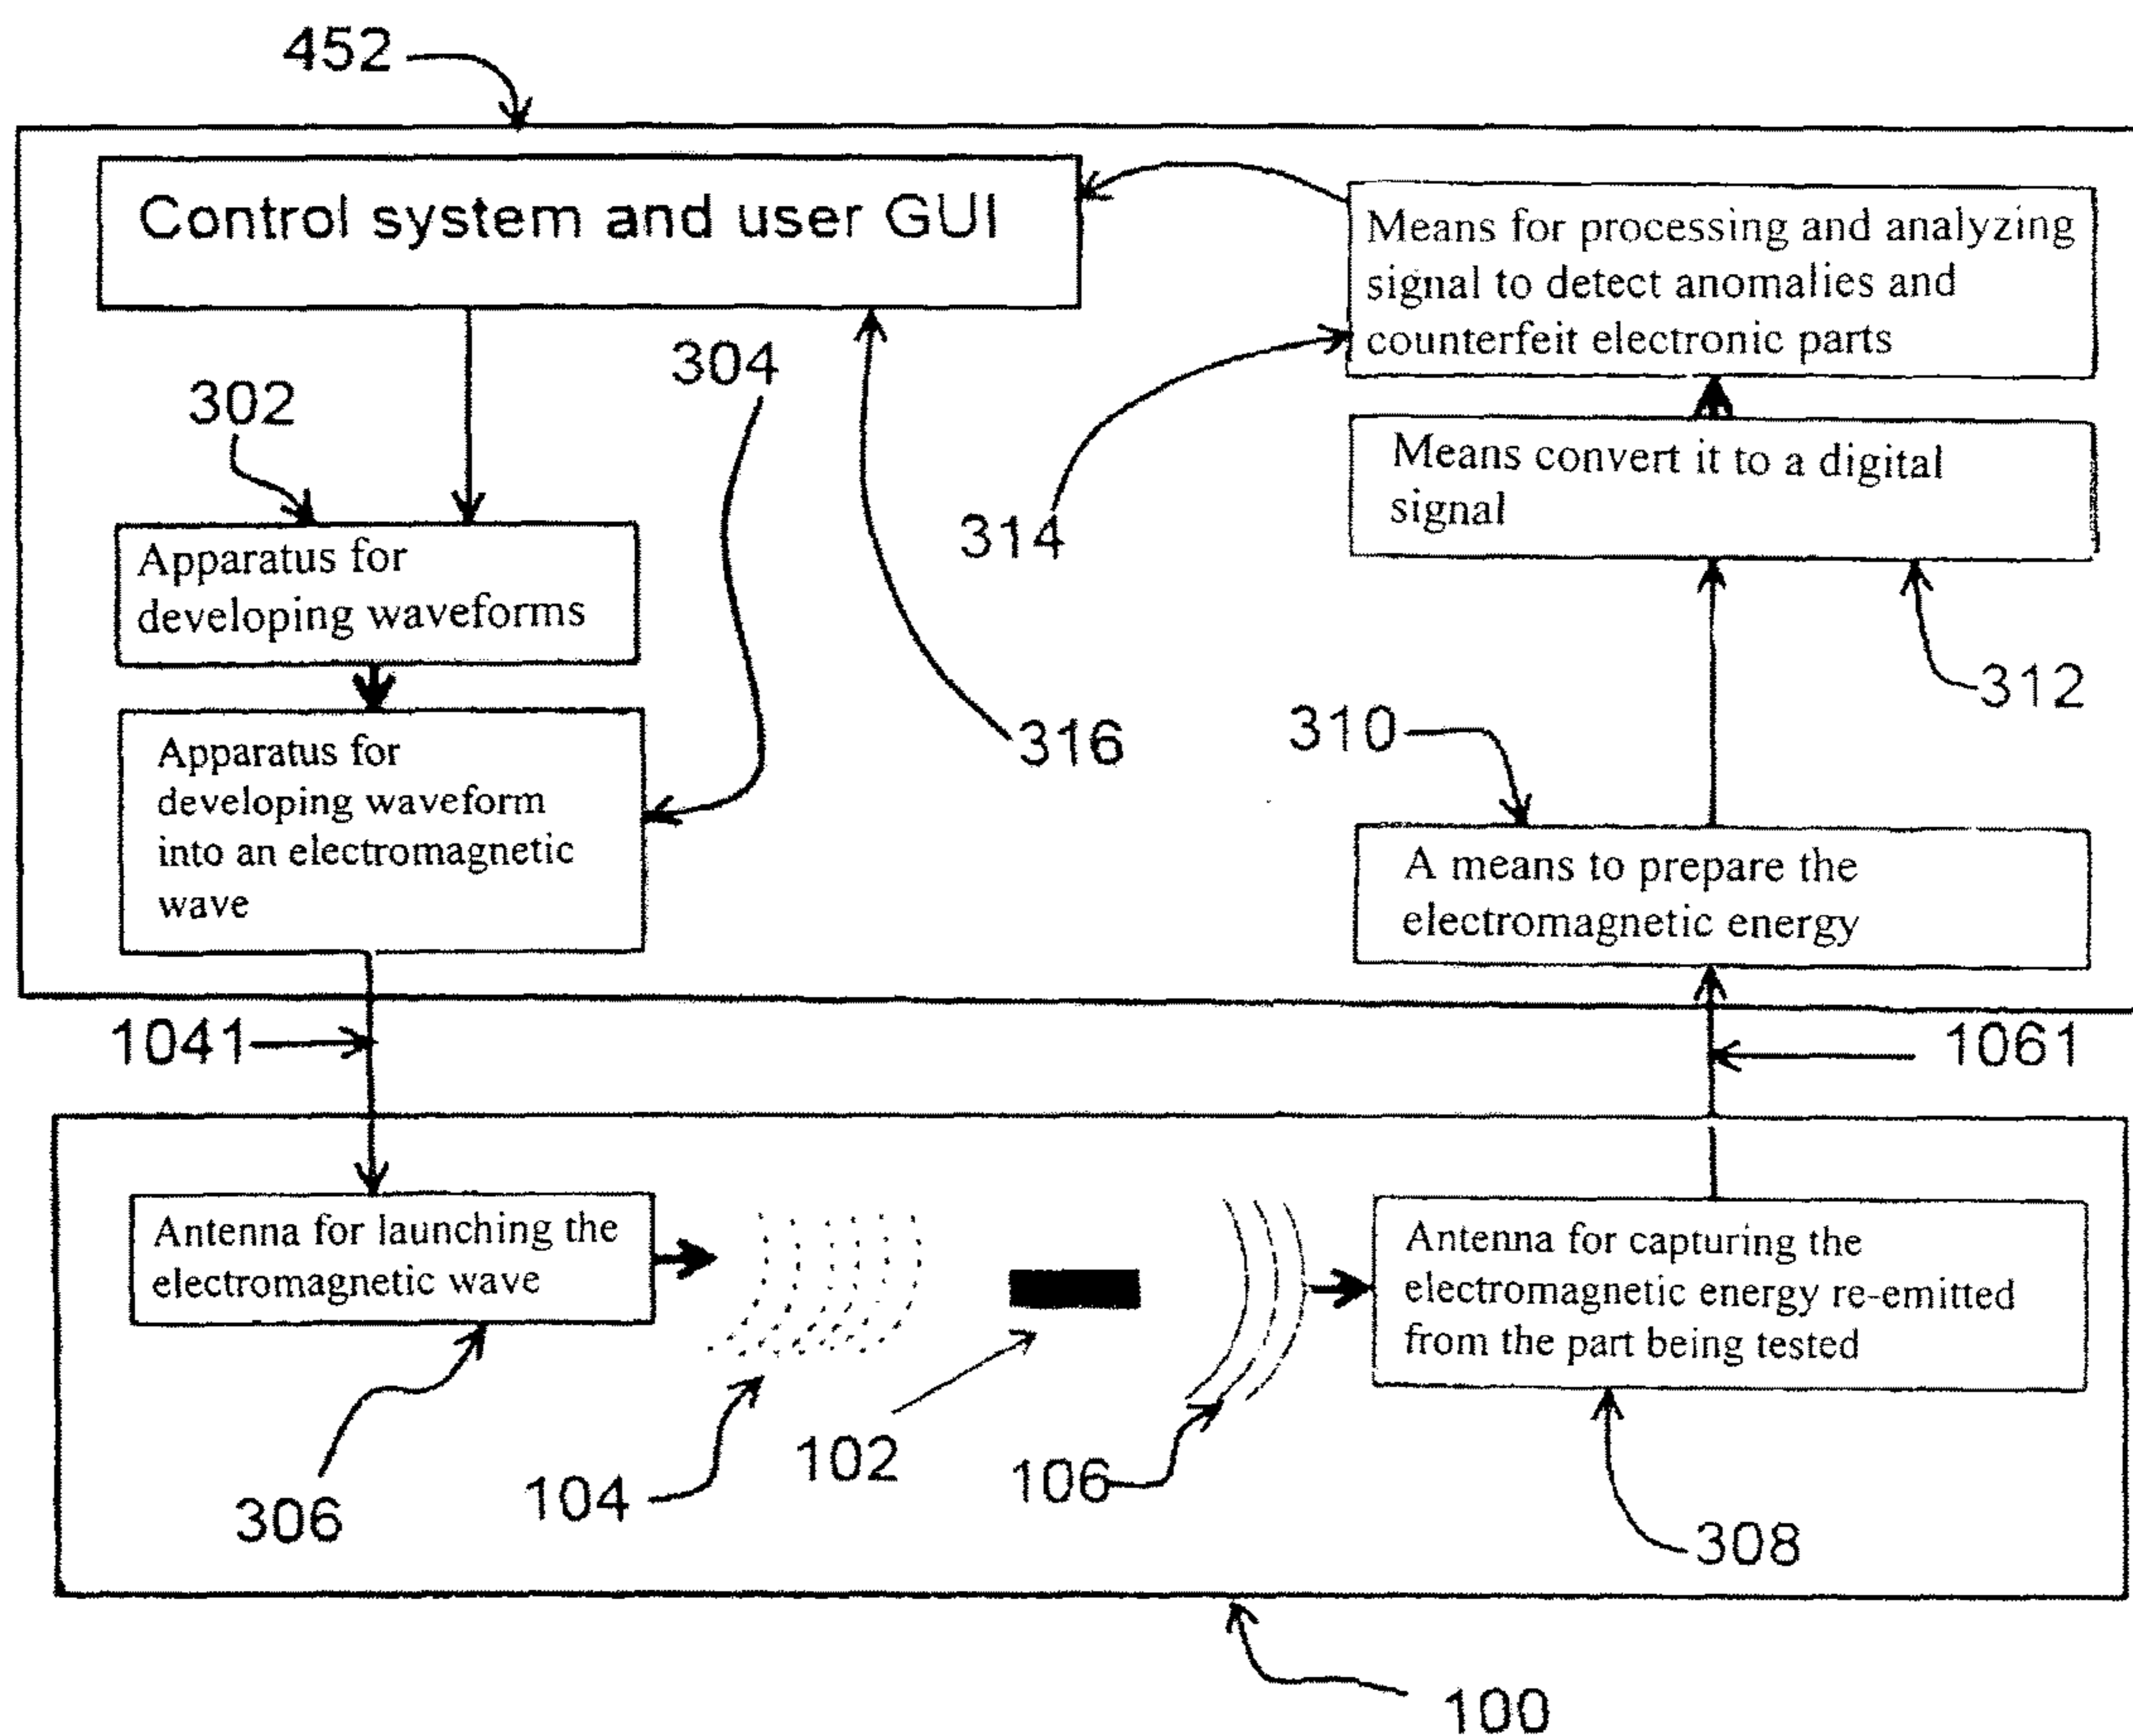 452
Control system and user GUI
Means for processing and analyzing
signal to detect anomalies and
counterfeit electronic parts
304
302
Means convert it to a digital
signal
314
Apparatus for
developing waveforms
312
316
310
Apparatus for
developing waveform
into an electromagnetic
wave
A means to prepare the
electromagnetic energy
1041
1061
Antenna for launching the
electromagnetic wave
Antenna for capturing the
electromagnetic energy re-emitted
from the part being tested
102
106
104
306
308
100